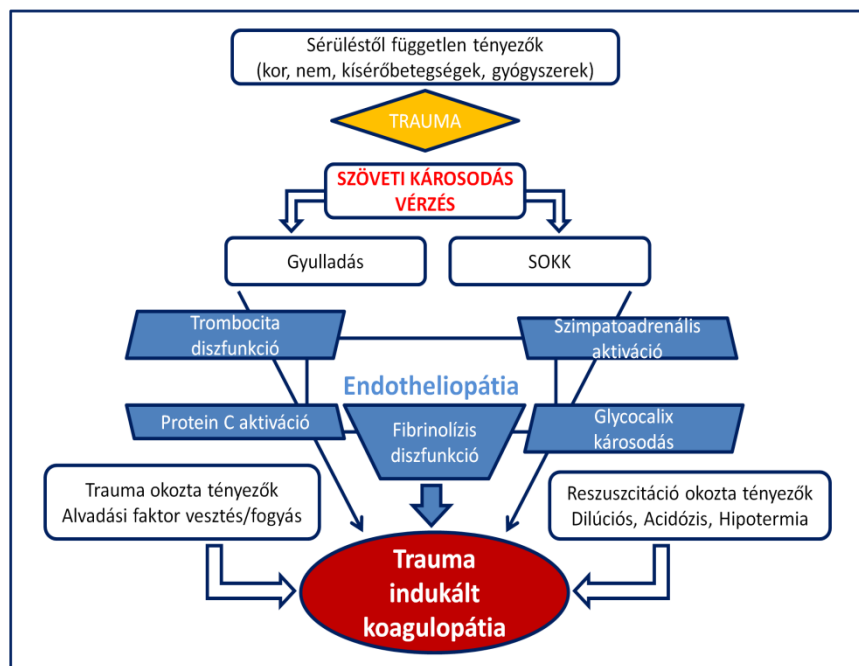 Sérüléstől független tényezők
(kor, nem, kísérőbetegségek, gyógyszerek)
TRAUMA
SZÖVETI KÁROSODÁS
VÉRZÉS
Gyulladás
SOKK
Trombocita
diszfunkció
Szimpatoadrenális
aktiváció
Endotheliopátia
Protein C aktiváció
Fibrinolízis
diszfunkció
Glycocalix
károsodás
Trauma okozta tényezők
Alvadási faktor vesztés/fogyás
Reszuszcitáció okozta tényezők
Dilúciós, Acidózis, Hipotermia
Trauma
indukált
koagulopátia